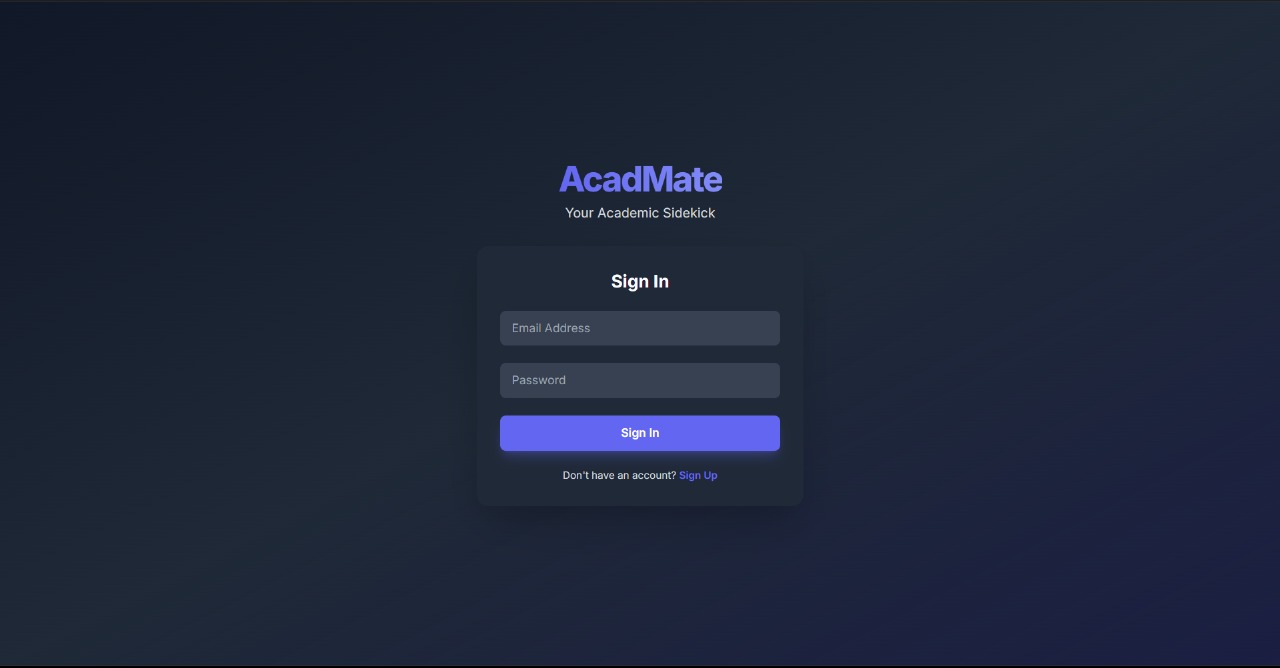 AcadMate
Your Academic Sidekick
Sign In
Email Address
Password
Sign In
Don't have an account? Sign Up